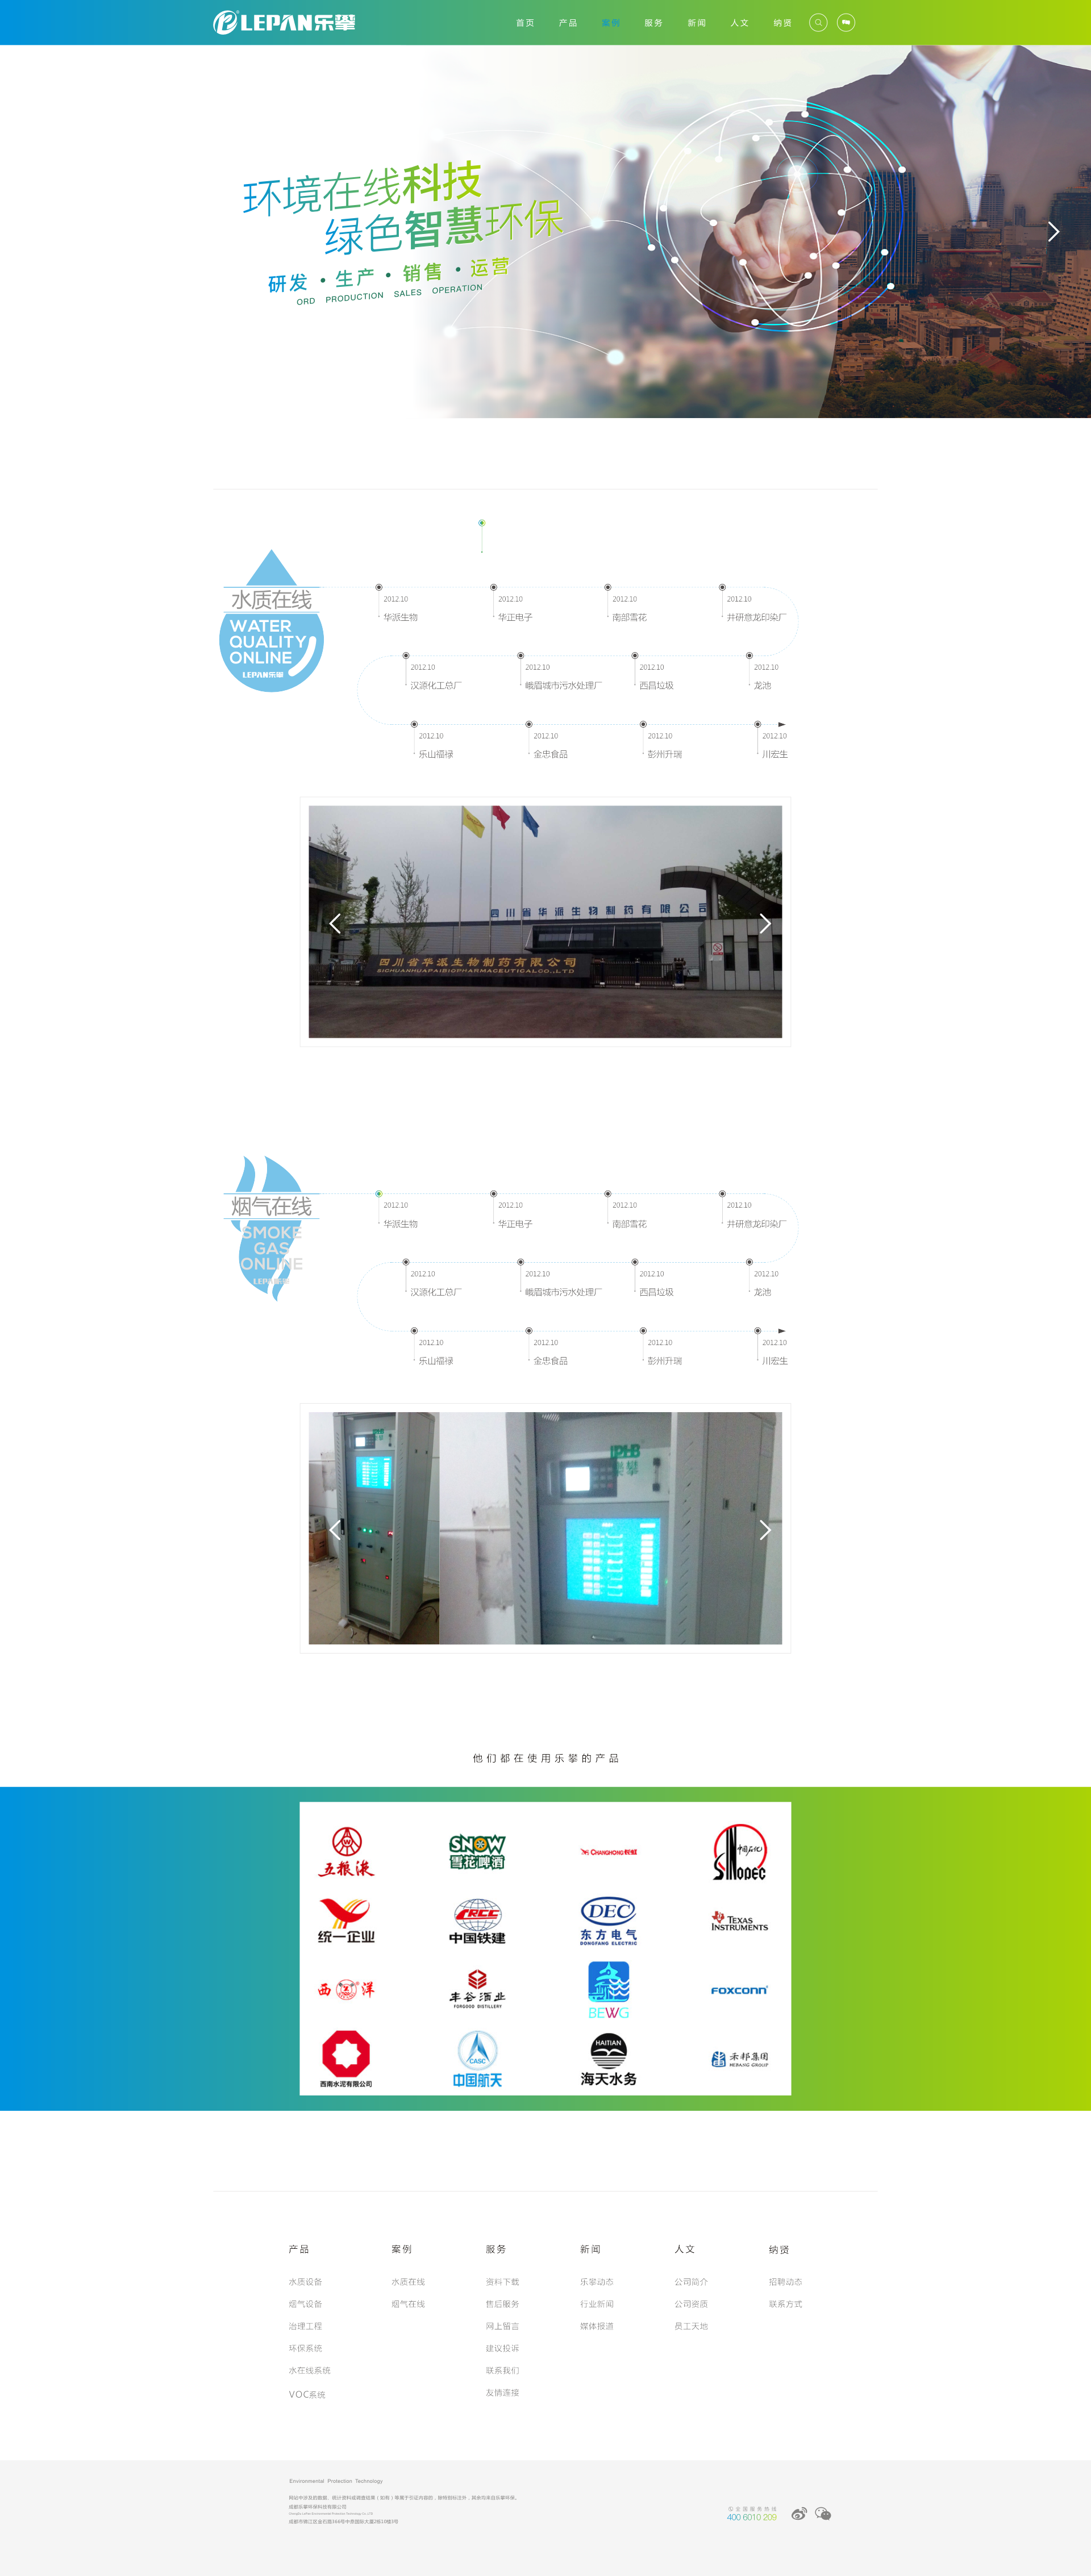 LEPAN乐攀
首页 产品 案例 服务 新闻 人文 纳贤
环境在线科技
绿色智慧环保
研发・生产・销售・运营
ORD PRODUCTION SALES OPERATION
水质在线
WATER
QUALITY
ONLINE
LEPAN乐攀
2012.10 2012.10 2012.10 2012.10
华派生物 华正电子 南部雪花 井研意龙印染厂
2012.10 2012.10 2012.10 2012.10
汉源化工总厂 峨眉城市污水处理厂 西昌垃圾 龙池
2012.10 2012.10 2012.10 2012.10
乐山福禄 金忠食品 彭州升瑞 川宏生
四川省华派生物制药有限公司
四川省华派生物制药有限公司
SICHUANHUAPAIBIOPHARMACEUTICALCO.,LTD
烟气在线
SMOKE
GAS
ONLINE
LEPAN乐攀
2012.10 2012.10 2012.10 2012.10
华派生物 华正电子 南部雪花 井研意龙印染厂
2012.10 2012.10 2012.10 2012.10
汉源化工总厂 峨眉城市污水处理厂 西昌垃圾 龙池
2012.10 2012.10 2012.10 2012.10
乐山福禄 金忠食品 彭州升瑞 川宏生
他们都在使用乐攀的产品
五粮液
SNOW
雪花啤酒
CHANGHONG 长虹
中国石化
SINOPEC
统一企业
CRCC
中国铁建
DEC
东方电气
DONGFANG ELECTRIC
TEXAS
INSTRUMENTS
西洋
丰谷酒业
FORGOOD DISTILLERY
BEWG
FOXCONN
西南水泥有限公司
CASC
中国航天
HAITIAN
海天水务
禾邦集团
HEBANG GROUP
产品 案例 服务 新闻 人文 纳贤
水质设备 水质在线 资料下载 乐攀动态 公司简介 招聘动态
烟气设备 烟气在线 售后服务 行业新闻 公司资质 联系方式
治理工程 网上留言 媒体报道 员工天地
环保系统 建议投诉
水在线系统 联系我们
VOC系统 友情连接
Environmental Protection Technology
成都乐攀环保科技有限公司
全国服务热线
400 6010 209